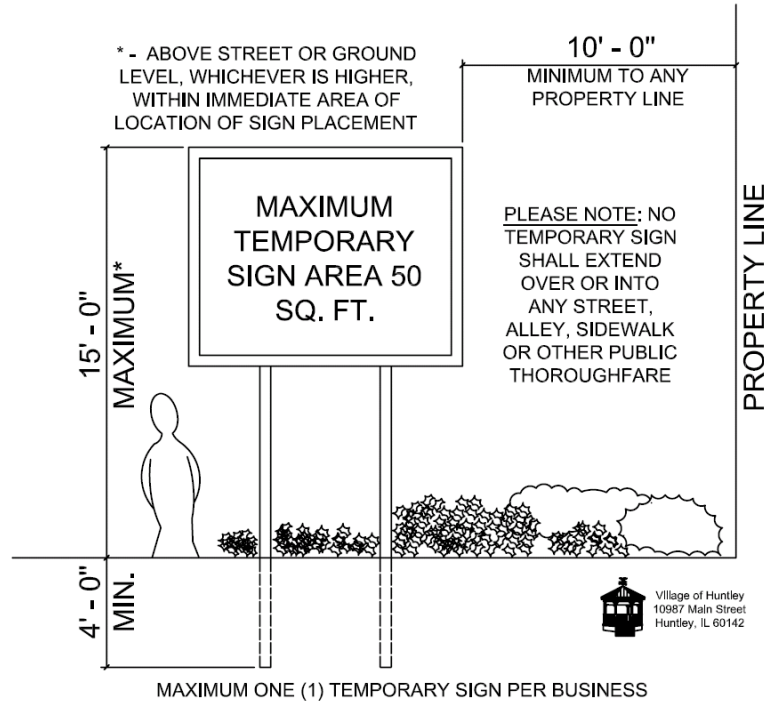 * - ABOVE STREET OR GROUND
LEVEL, WHICHEVER IS HIGHER,
WITHIN IMMEDIATE AREA OF
LOCATION OF SIGN PLACEMENT
10' - 0"
MINIMUM TO ANY
PROPERTY LINE
MAXIMUM
TEMPORARY
SIGN AREA 50
SQ. FT.
PLEASE NOTE: NO
TEMPORARY SIGN
SHALL EXTEND
OVER OR INTO
ANY STREET,
ALLEY, SIDEWALK
OR OTHER PUBLIC
THOROUGHFARE
PROPERTY LINE
15' - 0"
MAXIMUM*
4' - 0"
MIN.
Village of Huntley
10987 Main Street
Huntley, IL 60142
MAXIMUM ONE (1) TEMPORARY SIGN PER BUSINESS